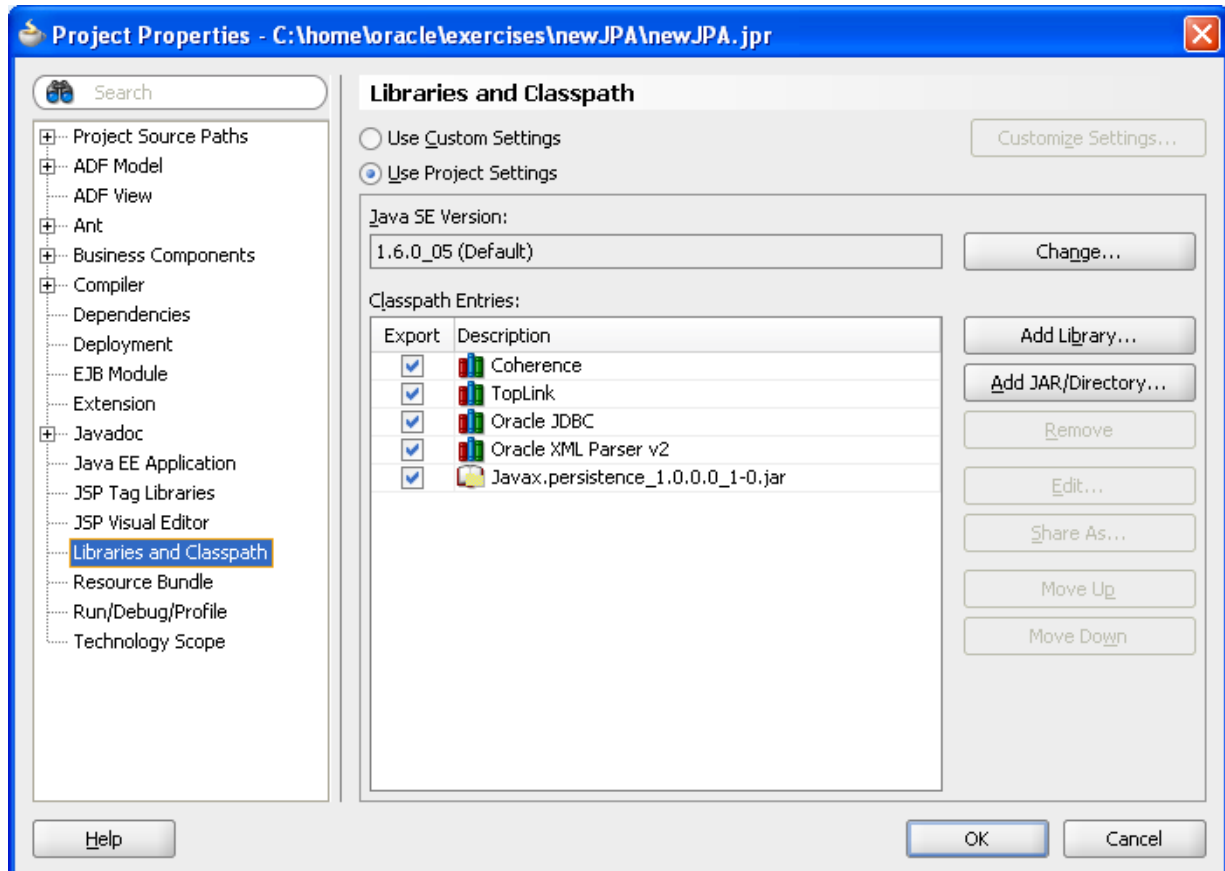 Project Properties - C:\home\oracle\exercises\newJPA\newJPA.jpr
Search
Project Source Paths
ADF Model
ADF View
Ant
Business Components
Compiler
Dependencies
Deployment
EJB Module
Extension
Javadoc
Java EE Application
JSP Tag Libraries
JSP Visual Editor
Libraries and Classpath
Resource Bundle
Run/Debug/Profile
Technology Scope
Libraries and Classpath
Use Custom Settings
Customize Settings...
Use Project Settings
Java SE Version:
1.6.0_05 (Default)
Change...
Classpath Entries:
Export Description
Coherence
TopLink
Oracle JDBC
Oracle XML Parser v2
Javax.persistence_1.0.0.0_1-0.jar
Add Library...
Add JAR/Directory...
Remove
Edit...
Share As...
Move Up
Move Down
Help
OK
Cancel